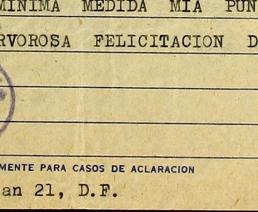 MINIMA MEDIDA MIA PUN
RVOROSA FELICITACION D
MENTE PARA CASOS DE ACLARACION
an 21, D.F.